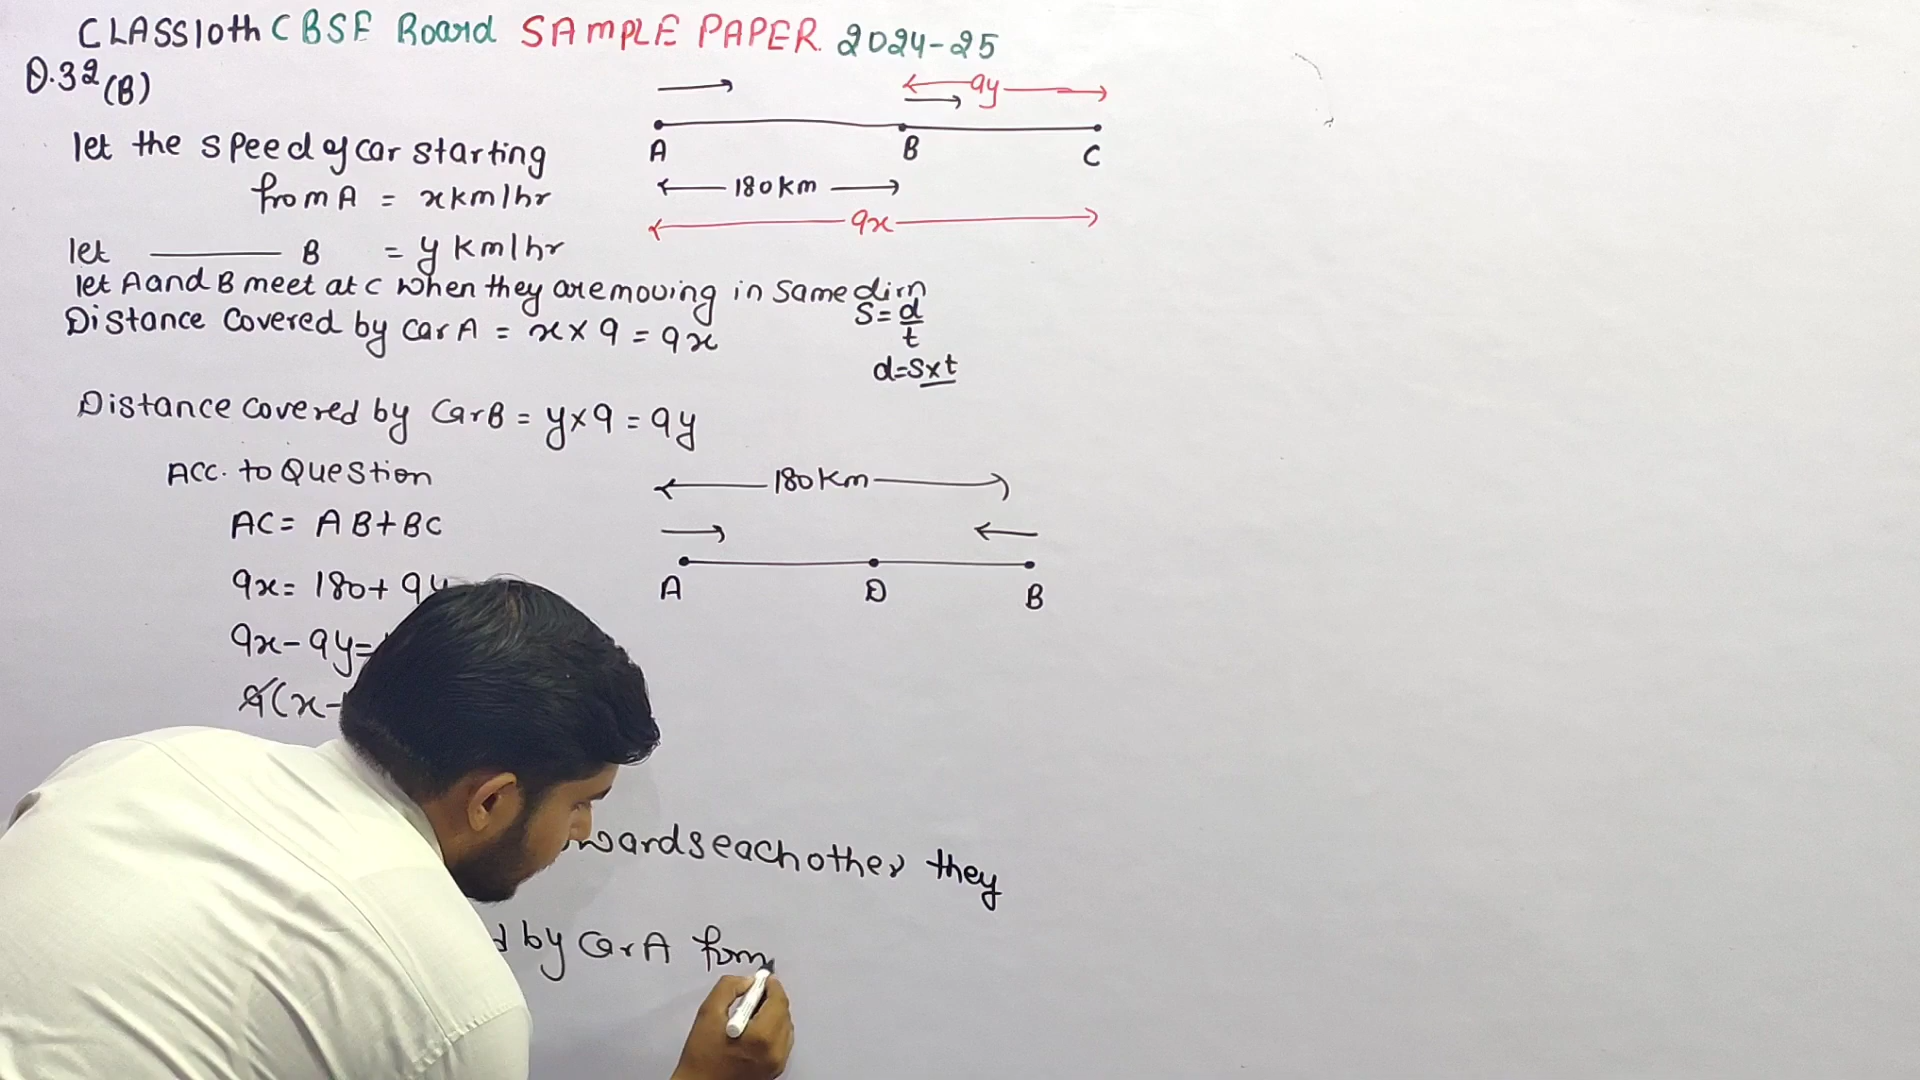 CLASS10th CBSE Board SAMPLE PAPER 2024-25
Q.32 (B)
let the speed of car starting
from A = x km/hr
let ——— B = y km/hr
let A and B meet at C when they are moving in same dirn
Distance Covered by Car A = x × 9 = 9x
Distance covered by Car B = y × 9 = 9y
Acc. to Question
AC = AB + BC
9x = 180 + 9y
9x - 9y =
9(x -
wards each other they
by Car A from
9y
A B C
180 km
9x
S = d/t
d = S × t
180 km
A D B